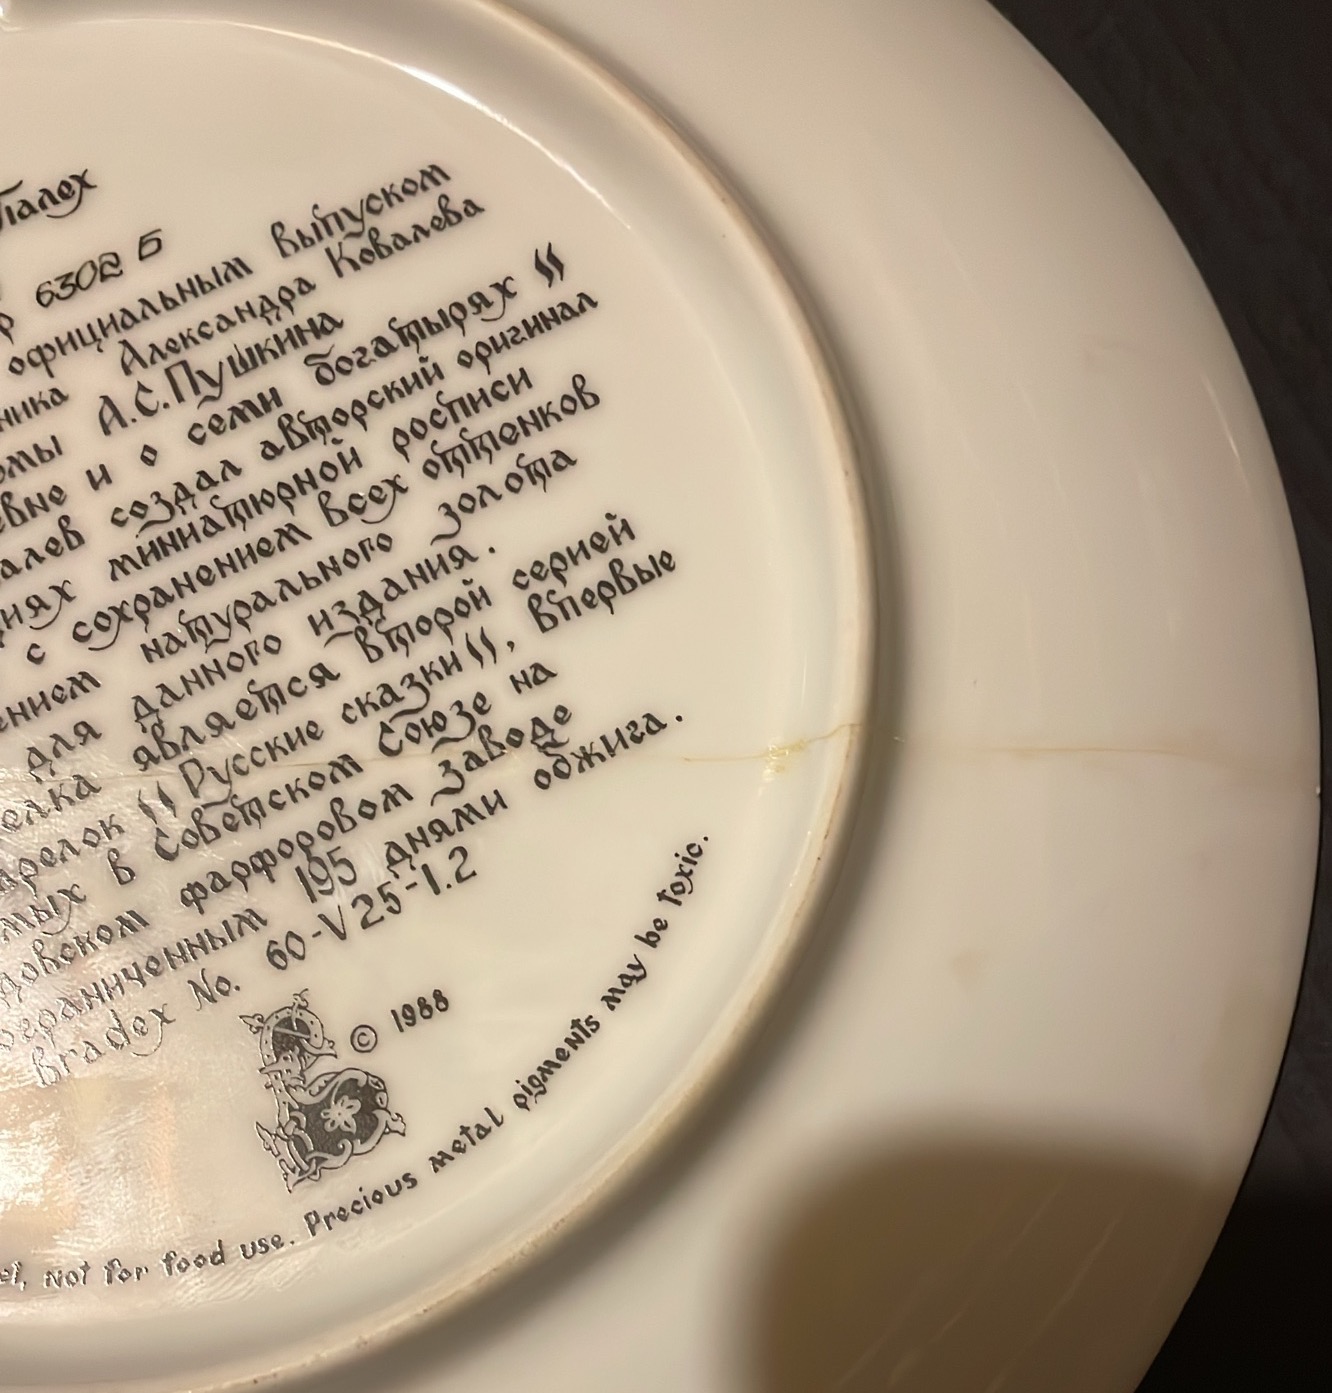 Палех
6302 Б
официальным выпуском
Александра Ковалева
А.С.Пушкина
и о семи богатырях "
создал авторский оригинал
миниатюрной росписи
с сохранением всех оттенков
натурального золота
для данного издания.
является второй серией
"Русские сказки", впервые
в Советском Союзе на
фарфоровом заводе
ограниченным 195 днями обжига.
Bradex No. 60-V25-1.2
© 1988
Not for food use. Precious metal pigments may be toxic.